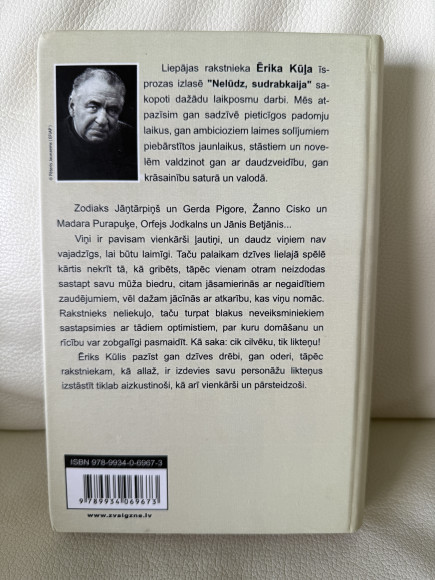 Liepājas rakstnieka Ērika Kūļa īs-
prozas izlasē "Nelūdz, sudrabkaija" sa-
kopoti dažādu laikposmu darbi. Mēs at-
pazīsim gan sadzīvē pieticīgos padomju
laikus, gan ambicioziem laimes solījumiem
piebārstītos jaunlaikus, stāstiem un nove-
lēm valdzinot gan ar daudzveidību, gan
krāsainību saturā un valodā.
Zodiaks Jāņtārpiņš un Gerda Pigore, Žanno Cisko un
Madara Purapuķe, Orfejs Jodkalns un Jānis Betjānis...
Viņi ir pavisam vienkārši ļautiņi, un daudz viņiem nav
vajadzīgs, lai būtu laimīgi. Taču palaikam dzīves lielajā spēlē
kārtis nekrīt tā, kā gribēts, tāpēc vienam otram neizdodas
sastapt savu mūža biedru, citam jāsamierinās ar negaidītiem
zaudējumiem, vēl dažam jācīnās ar atkarību, kas viņu nomāc.
Rakstnieks neliekuļo, taču turpat blakus neveiksminiekiem
sastapsimies ar tādiem optimistiem, par kuru domāšanu un
rīcību var zobgalīgi pasmaidīt. Kā saka: cik cilvēku, tik likteņu!
Ēriks Kūlis pazīst gan dzīves drēbi, gan oderi, tāpēc
rakstniekam, kā allaž, ir izdevies savu personāžu likteņus
izstāstīt tiklab aizkustinoši, kā arī vienkārši un pārsteidzoši.
ISBN 978-9934-0-6967-3
9 789934 069673
www.zvaigzne.lv